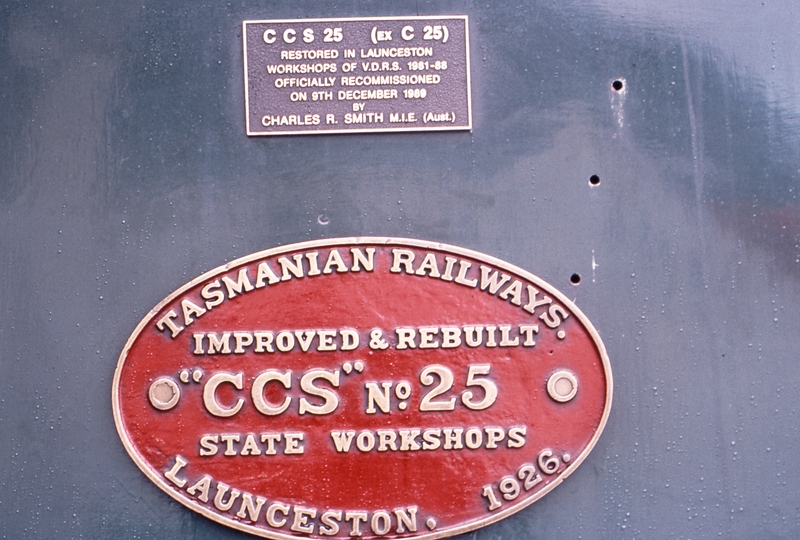 C C S 25 (EX C 25)
RESTORED IN LAUNCESTON
WORKSHOPS OF V.D.R.S. 1981-88
OFFICIALLY RECOMMISSIONED
ON 9TH DECEMBER 1989
BY
CHARLES R. SMITH M.I.E. (Aust.)
TASMANIAN RAILWAYS.
IMPROVED & REBUILT
"CCS" No 25
STATE WORKSHOPS
LAUNCESTON, 1926.